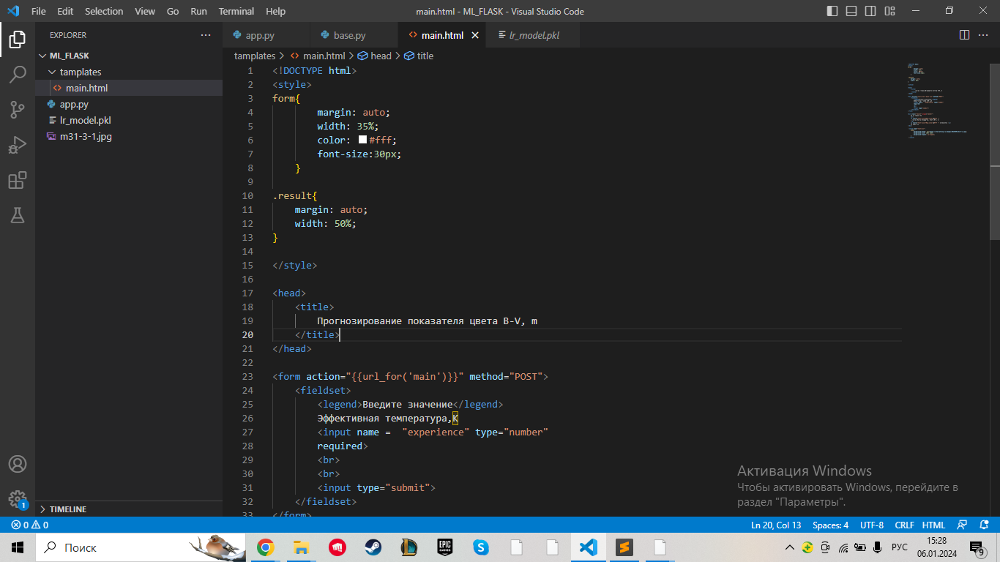 File Edit Selection View Go Run Terminal Help
main.html - ML_FLASK - Visual Studio Code
EXPLORER
ML_FLASK
tamplates
main.html
app.py
lr_model.pkl
m31-3-1.jpg
TIMELINE
app.py base.py main.html lr_model.pkl
tamplates main.html head title
1 <!DOCTYPE html>
2 <style>
3 form{
4 margin: auto;
5 width: 35%;
6 color: #fff;
7 font-size:30px;
8 }
9
10 .result{
11 margin: auto;
12 width: 50%;
13 }
14
15 </style>
16
17 <head>
18 <title>
19 Прогнозирование показателя цвета B-V, m
20 </title>
21 </head>
22
23 <form action="{{url_for('main')}}" method="POST">
24 <fieldset>
25 <legend>Введите значение</legend>
26 Эффективная температура,К
27 <input name = "experience" type="number"
28 required>
29 <br>
30 <br>
31 <input type="submit">
32 </fieldset>
33 </form>
Активация Windows
Чтобы активировать Windows, перейдите в
раздел "Параметры".
1
0 0
Ln 20, Col 13 Spaces: 4 UTF-8 CRLF HTML
Поиск
EPIC GAMES
РУС
15:28
06.01.2024
9